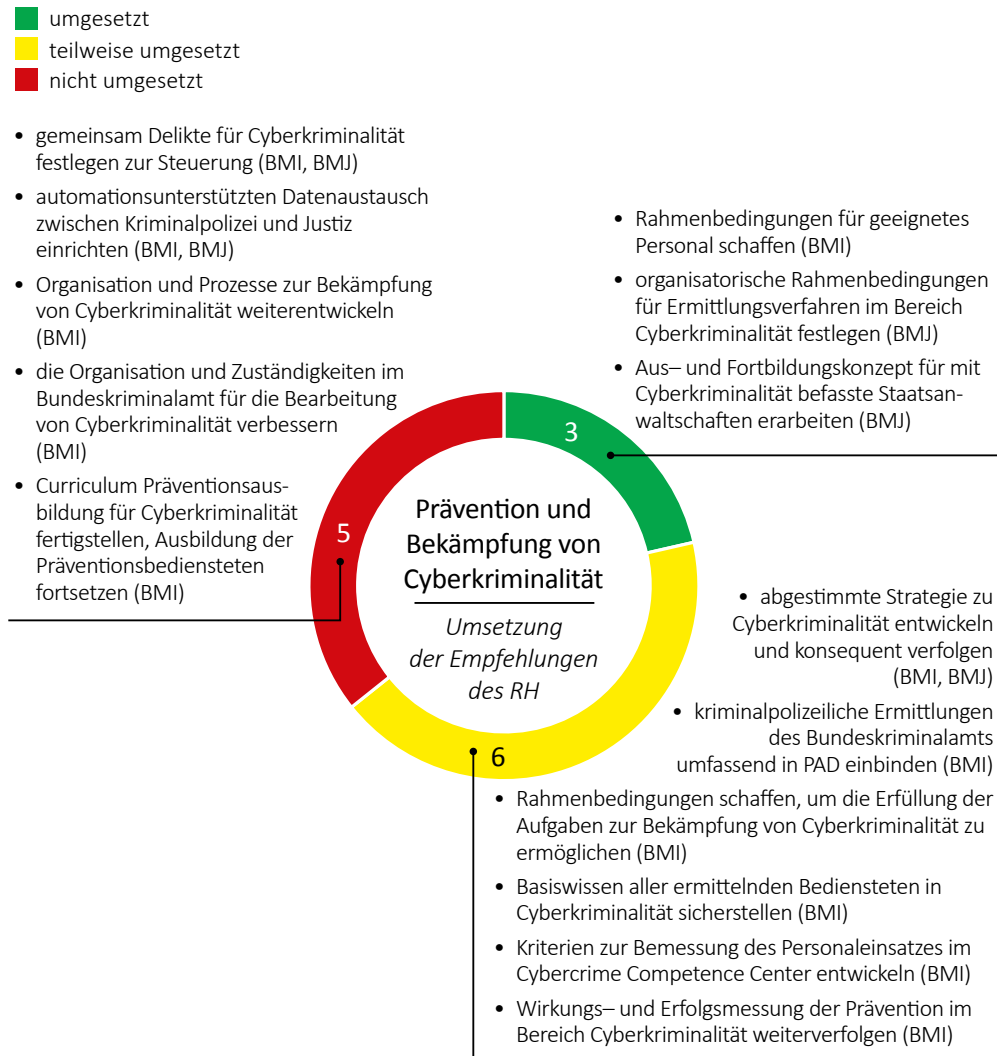 umgesetzt
teilweise umgesetzt
nicht umgesetzt
• gemeinsam Delikte für Cyberkriminalität
festlegen zur Steuerung (BMI, BMJ)
• automationsunterstützten Datenaustausch
zwischen Kriminalpolizei und Justiz
einrichten (BMI, BMJ)
• Organisation und Prozesse zur Bekämpfung
von Cyberkriminalität weiterentwickeln
(BMI)
• die Organisation und Zuständigkeiten im
Bundeskriminalamt für die Bearbeitung
von Cyberkriminalität verbessern
(BMI)
• Curriculum Präventionsaus-
bildung für Cyberkriminalität
fertigstellen, Ausbildung der
Präventionsbediensteten
fortsetzen (BMI)
• Rahmenbedingungen für geeignetes
Personal schaffen (BMI)
• organisatorische Rahmenbedingungen
für Ermittlungsverfahren im Bereich
Cyberkriminalität festlegen (BMJ)
• Aus– und Fortbildungskonzept für mit
Cyberkriminalität befasste Staatsan-
waltschaften erarbeiten (BMJ)
3
5
Prävention und
Bekämpfung von
Cyberkriminalität
Umsetzung
der Empfehlungen
des RH
6
• abgestimmte Strategie zu
Cyberkriminalität entwickeln
und konsequent verfolgen
(BMI, BMJ)
• kriminalpolizeiliche Ermittlungen
des Bundeskriminalamts
umfassend in PAD einbinden (BMI)
• Rahmenbedingungen schaffen, um die Erfüllung der
Aufgaben zur Bekämpfung von Cyberkriminalität zu
ermöglichen (BMI)
• Basiswissen aller ermittelnden Bediensteten in
Cyberkriminalität sicherstellen (BMI)
• Kriterien zur Bemessung des Personaleinsatzes im
Cybercrime Competence Center entwickeln (BMI)
• Wirkungs– und Erfolgsmessung der Prävention im
Bereich Cyberkriminalität weiterverfolgen (BMI)